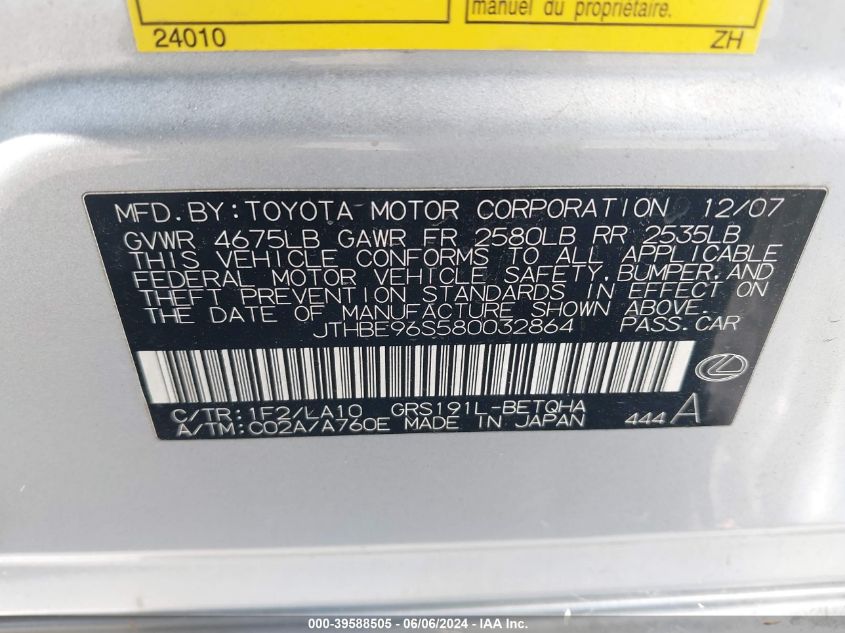 manuel du propriétaire.
24010 ZH
MFD.BY:TOYOTA MOTOR CORPORATION 12/07
GVWR 4675LB GAWR FR 2580LB RR 2535LB
THIS VEHICLE CONFORMS TO ALL APPLICABLE
FEDERAL MOTOR VEHICLE SAFETY,BUMPER,AND
THEFT PREVENTION STANDARDS IN EFFECT ON
THE DATE OF MANUFACTURE SHOWN ABOVE.
JTHBE96S580032864 PASS.CAR
C/TR:1F2/LA10 GRS191L-BETQHA
A/TM:C02A/A760E MADE IN JAPAN 444 A
000-39588505 - 06/06/2024 - IAA Inc.